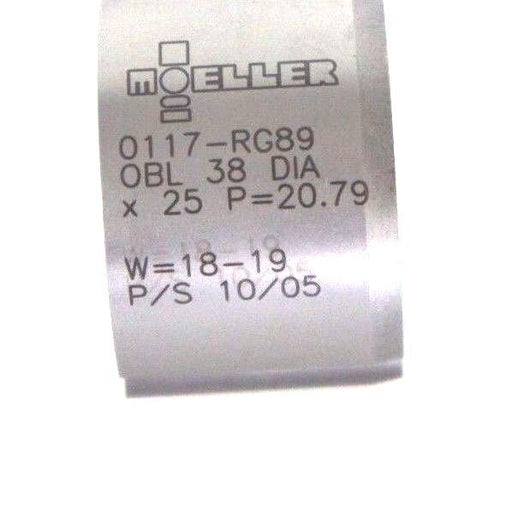 MOELLER
0117-RG89
OBL 38 DIA
x 25 P=20.79
W=18-19
P/S 10/05